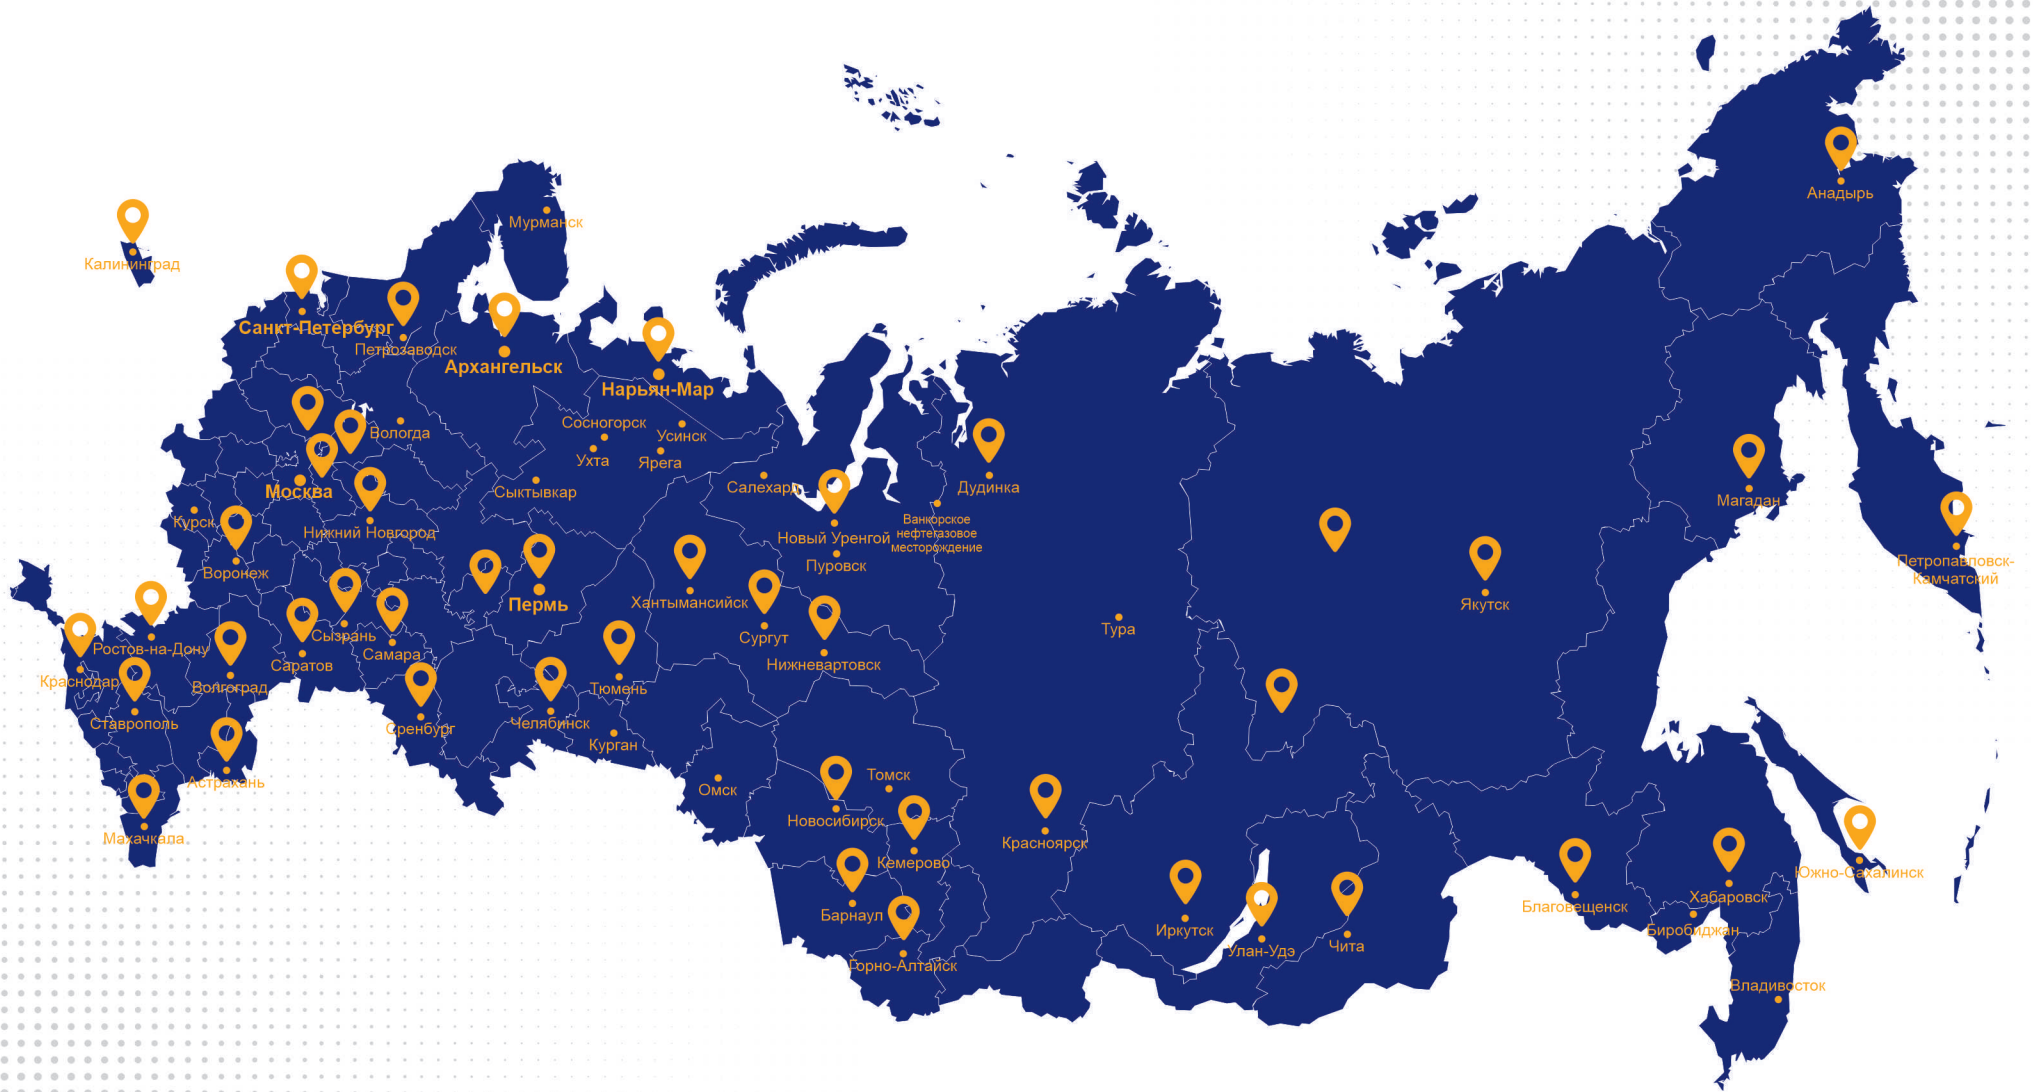 Анадырь
Мурманск
Калининград
Санкт-Петербург
Петрозаводск
Архангельск
Нарьян-Мар
Вологда
Сосногорск
Усинск
Ухта
Ярега
Москва
Сыктывкар
Салехард
Дудинка
Магадан
Курск
Нижний Новгород
Новый Уренгой
Ванкорское
нефтегазовое
месторождение
Пуровск
Петропавловск-
Камчатский
Воронеж
Пермь
Хантымансийск
Якутск
Тура
Сургут
Сызрань
Ростов-на-Дону
Самара
Саратов
Нижневартовск
Краснодар
Волгоград
Тюмень
Ставрополь
Сренбург
Челябинск
Курган
Астрахань
Томск
Омск
Новосибирск
Махачкала
Красноярск
Кемерово
Южно-Сахалинск
Хабаровск
Благовещенск
Барнаул
Иркутск
Биробиджан
Улан-Удэ
Чита
Горно-Алтайск
Владивосток